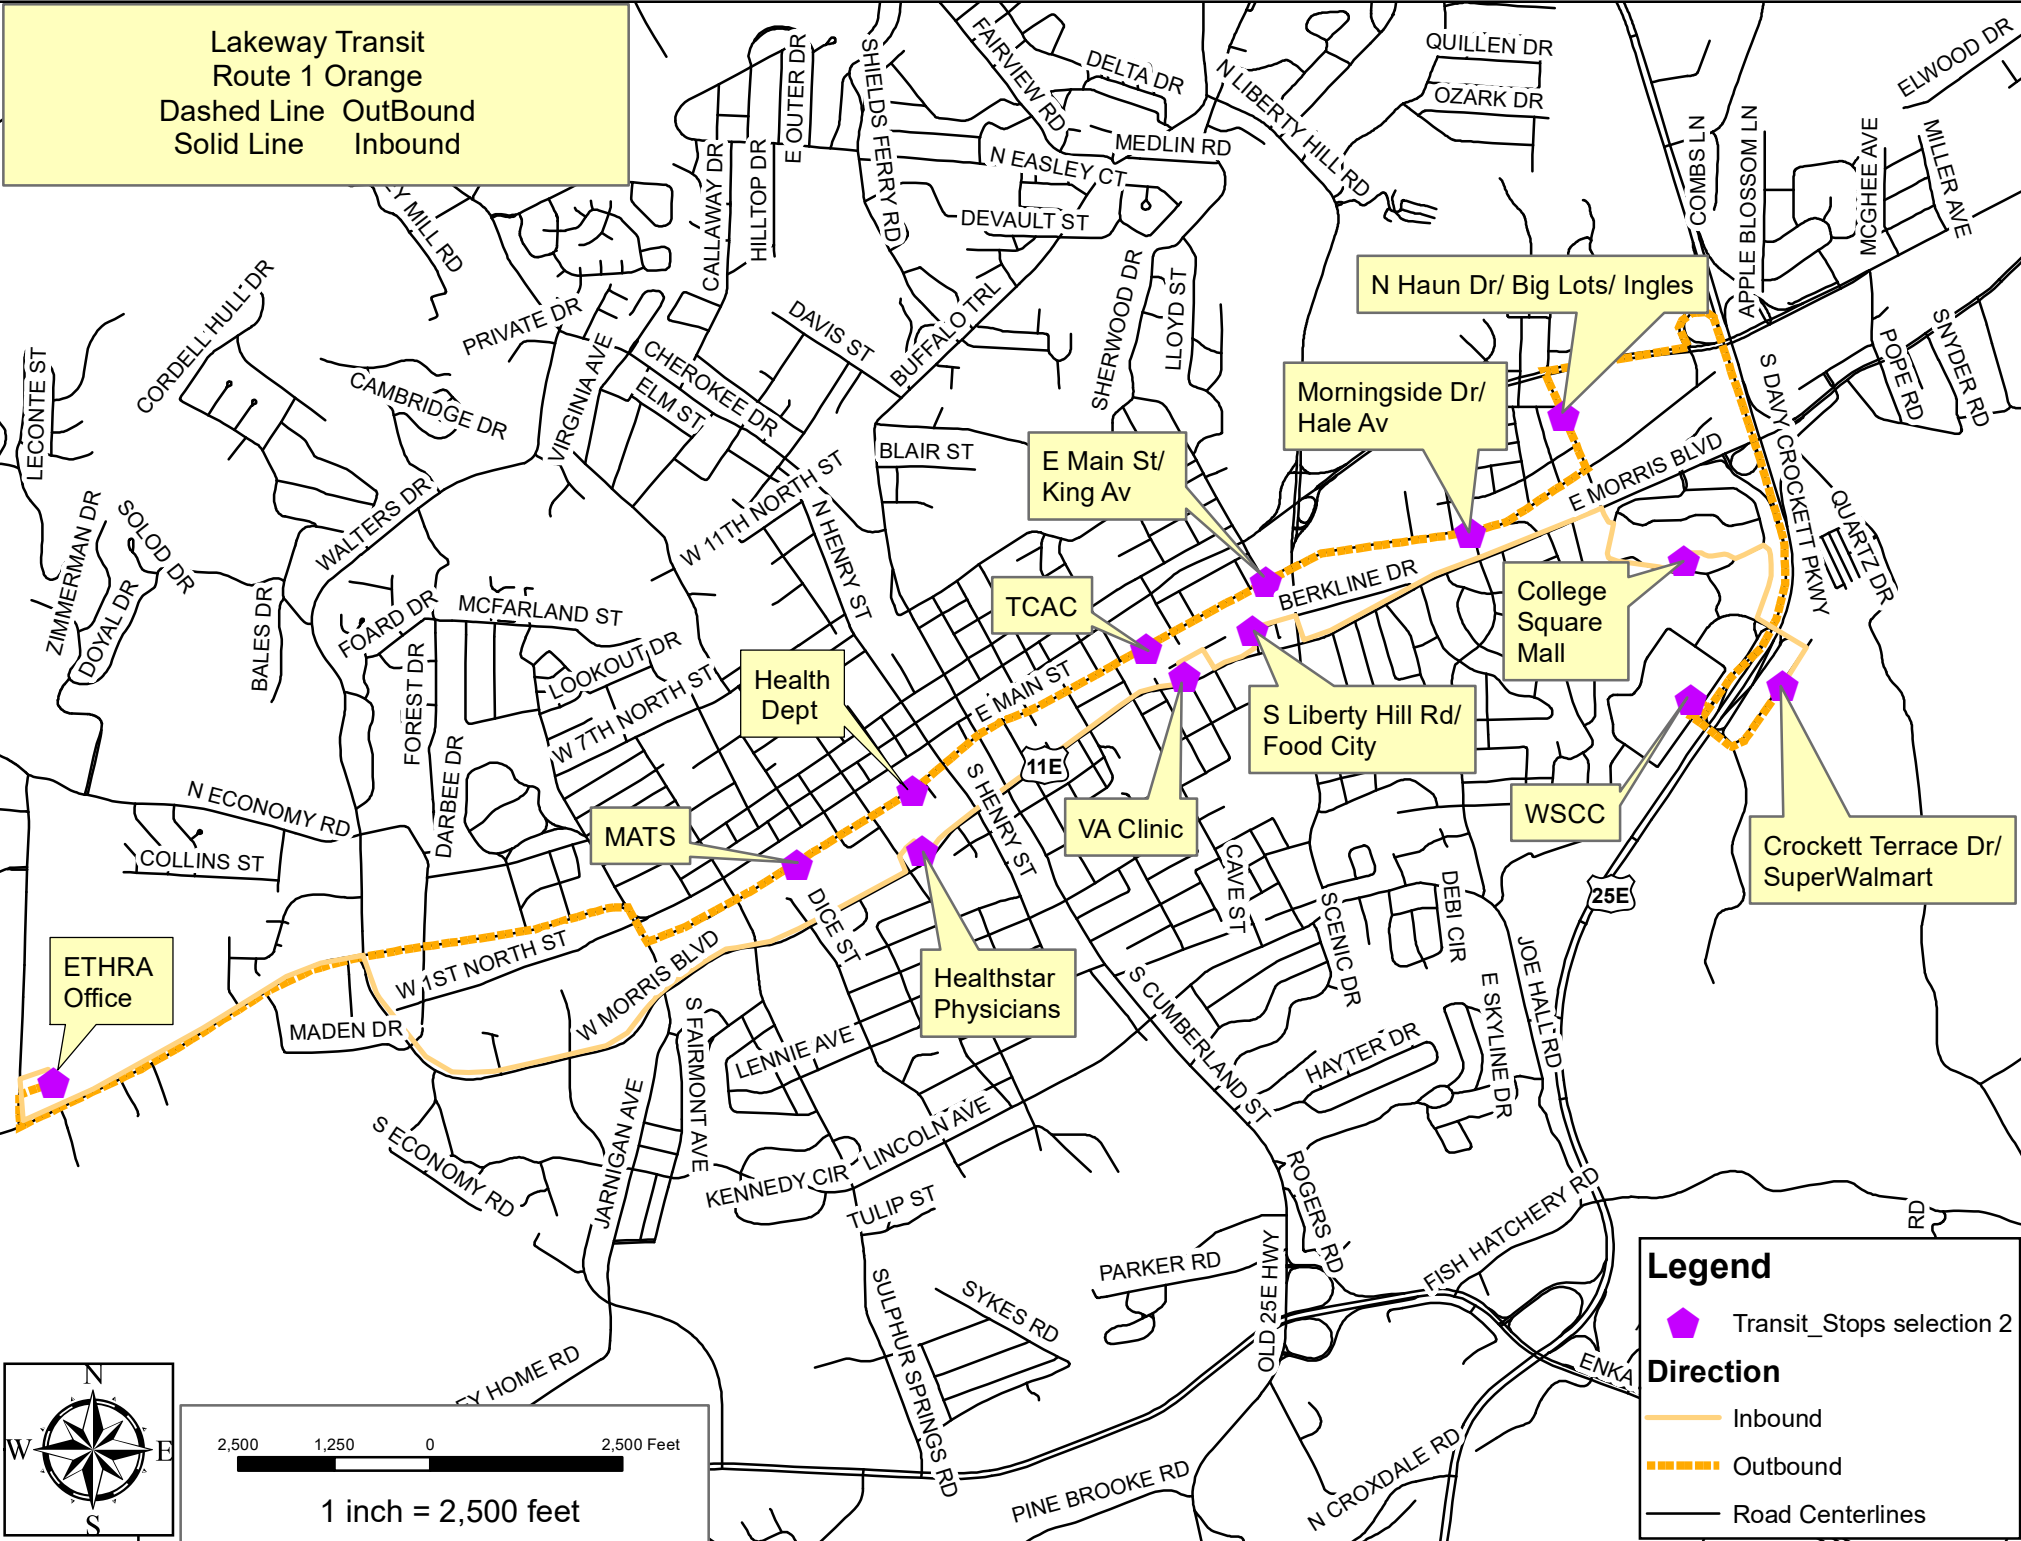 Lakeway Transit
Route 1 Orange
Dashed Line OutBound
Solid Line Inbound
FAIRVIEW RD
DELTA DR
N LIBERTY HILL RD
QUILLEN DR
OZARK DR
ELWOOD DR
E OUTER DR
SHIELDS FERRY RD
MEDLIN RD
N EASLEY CT
DEVAULT ST
COMBS LN
APPLE BLOSSOM LN
MCGHEE AVE
MILLER AVE
EY MILL RD
CALLAWAY DR
HILLTOP DR
CORDELL HULL DR
PRIVATE DR
VIRGINIA AVE
CHEROKEE DR
ELM ST
DAVIS ST
BUFFALO TRL
SHERWOOD DR
LLOYD ST
N Haun Dr/ Big Lots/ Ingles
S DAVY CROCKETT PKWY
POPE RD
SNYDER RD
LECONTE ST
CAMBRIDGE DR
BLAIR ST
Morningside Dr/
Hale Av
E Main St/
King Av
E MORRIS BLVD
QUARTZ DR
WALTERS DR
W 11TH NORTH ST
N HENRY ST
ZIMMERMAN DR
SOLOD DR
DOYAL DR
BALES DR
FOARD DR
MCFARLAND ST
LOOKOUT DR
FOREST DR
W 7TH NORTH ST
TCAC
BERKLINE DR
College
Square
Mall
Health
Dept
E MAIN ST
11E
S Liberty Hill Rd/
Food City
N ECONOMY RD
DARBEE DR
MATS
S HENRY ST
VA Clinic
WSCC
COLLINS ST
CAVE ST
Crockett Terrace Dr/
SuperWalmart
25E
ETHRA
Office
W 1ST NORTH ST
W MORRIS BLVD
DICE ST
Healthstar
Physicians
SCENIC DR
DEBI CIR
E SKYLINE DR
JOE HALL RD
MADEN DR
S FAIRMONT AVE
LENNIE AVE
S CUMBERLAND ST
HAYTER DR
S ECONOMY RD
JARNIGAN AVE
KENNEDY CIR
LINCOLN AVE
TULIP ST
ROGERS RD
FISH HATCHERY RD
RD
PARKER RD
OLD 25E HWY
SULPHUR SPRINGS RD
SYKES RD
EY HOME RD
ENKA
PINE BROOKE RD
N CROXDALE RD
N
W E
S
2,500 1,250 0 2,500 Feet
1 inch = 2,500 feet
Legend
Transit_Stops selection 2
Direction
Inbound
Outbound
Road Centerlines